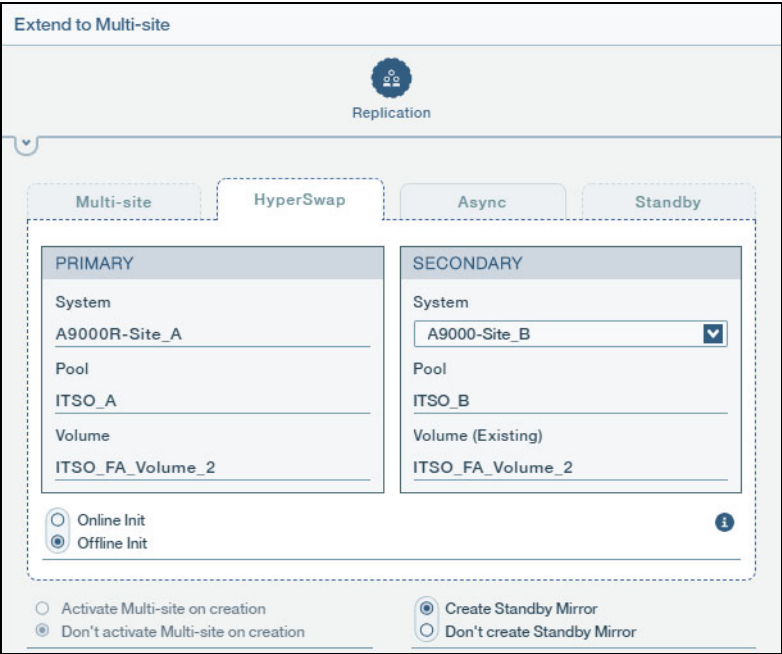 Extend to Multi-site
Replication
Multi-site
HyperSwap
Async
Standby
PRIMARY
System
A9000R-Site_A
Pool
ITSO_A
Volume
ITSO_FA_Volume_2
SECONDARY
System
A9000-Site_B
Pool
ITSO_B
Volume (Existing)
ITSO_FA_Volume_2
Online Init
Offline Init
Activate Multi-site on creation
Don't activate Multi-site on creation
Create Standby Mirror
Don't create Standby Mirror